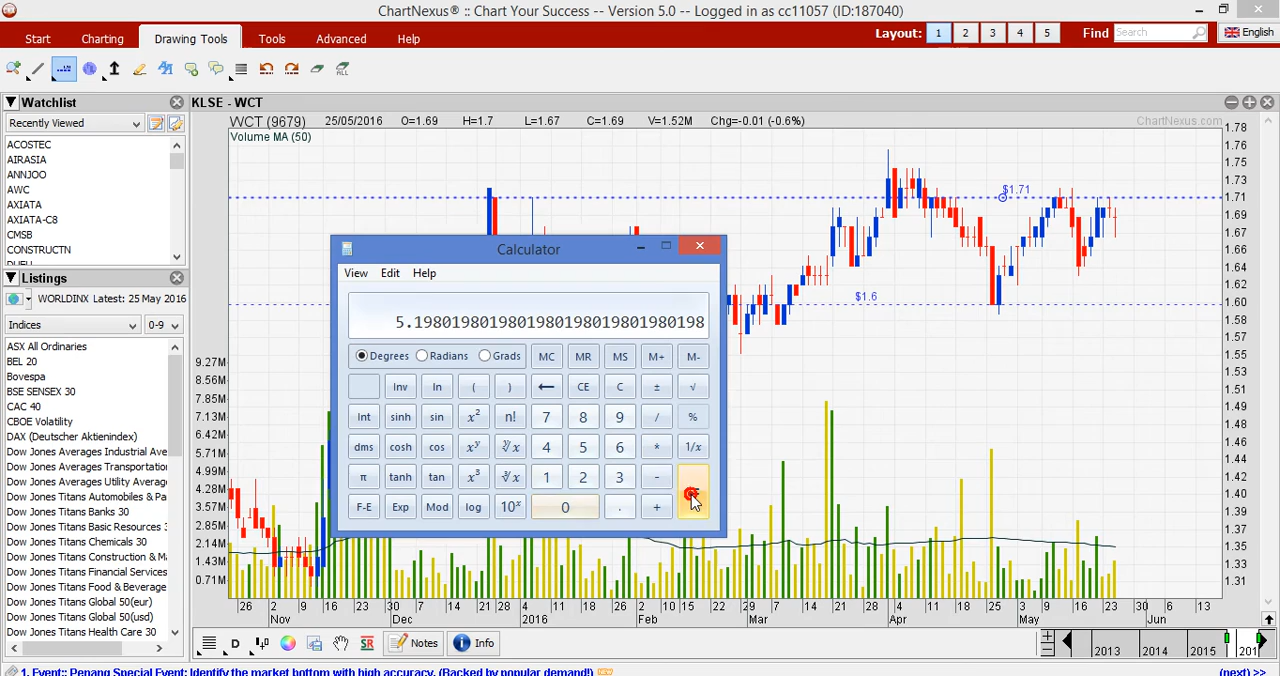 ChartNexus® :: Chart Your Success -- Version 5.0 -- Logged in as cc11057 (ID:187040)
Start Charting Drawing Tools Tools Advanced Help Layout: 1 2 3 4 5 Find Search English
ALL
Watchlist
KLSE - WCT
Recently Viewed
WCT (9679) 25/05/2016 O=1.69 H=1.7 L=1.67 C=1.69 V=1.52M Chg=-0.01 (-0.6%)
ChartNexus.com
Volume MA (50)
ACOSTEC
AIRASIA
ANNJOO
AWC
AXIATA
AXIATA-C8
CMSB
CONSTRUCTN
Listings
WORLDINX Latest: 25 May 2016
Indices 0-9
ASX All Ordinaries
BEL 20
Bovespa
BSE SENSEX 30
CAC 40
CBOE Volatility
DAX (Deutscher Aktienindex)
Dow Jones Averages Industrial Ave
Dow Jones Averages Transportation
Dow Jones Titans Automobiles & Pa
Dow Jones Titans Banks 30
Dow Jones Titans Basic Resources
Dow Jones Titans Chemicals 30
Dow Jones Titans Construction & M
Dow Jones Titans Financial Services
Dow Jones Titans Food & Beverage
Dow Jones Titans Global 50(eur)
Dow Jones Titans Global 50(usd)
Dow Jones Titans Health Care 30
$1.71
$1.6
1.78
1.76
1.75
1.73
1.71
1.69
1.67
1.66
1.64
1.62
1.60
1.57
1.55
1.53
1.51
1.49
1.48
1.46
1.44
1.42
1.40
1.39
1.37
1.35
1.33
1.31
9.27M
8.56M
7.85M
7.13M
6.42M
5.71M
4.99M
4.28M
3.57M
2.85M
2.14M
1.43M
0.71M
Calculator
View Edit Help
5.1980198019801980198019801980198
Degrees Radians Grads MC MR MS M+ M-
Inv ln ( ) ← CE C ± √
Int sinh sin x² n! 7 8 9 / %
dms cosh cos xʸ ʸ√x 4 5 6 * 1/x
π tanh tan x³ ³√x 1 2 3 -
F-E Exp Mod log 10ˣ 0 . +
26 2 9 16 23 30 7 14 21 28 4 11 18 25 2 10 15 22 29 7 14 21 28 4 11 18 25 3 9 16 23 30 6 13
Nov Dec 2016 Feb Mar Apr May Jun
D SR Notes Info 2013 2014 2015 201
1. Event:: Penang Special Event: Identify the market bottom with high accuracy. (Backed by popular demand!) (next) >>